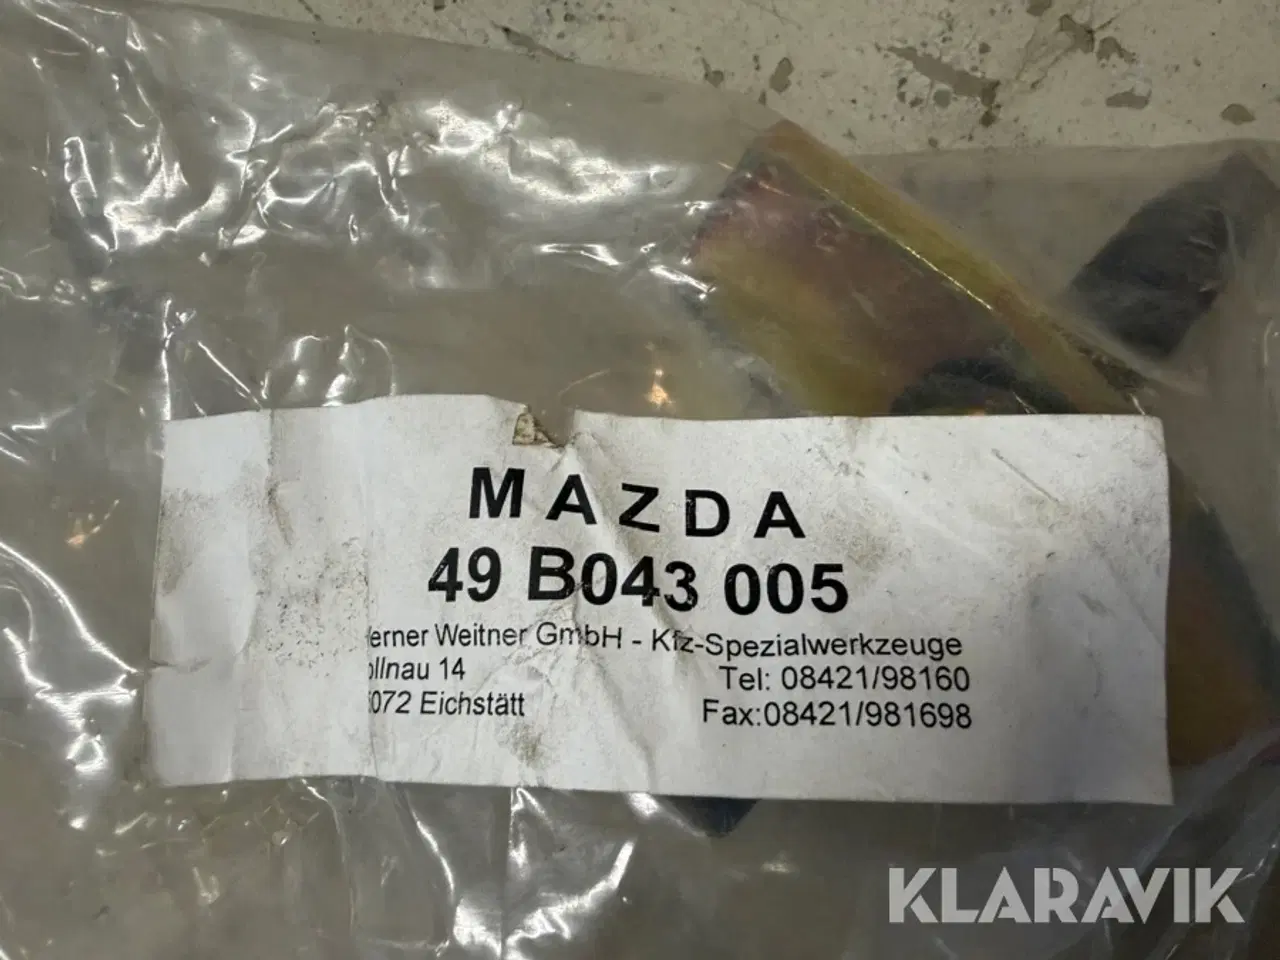 MAZDA
49 B043 005
erner Weitner GmbH - Kfz-Spezialwerkzeuge
ollnau 14 Tel: 08421/98160
5072 Eichstätt Fax:08421/981698
KLARAVIK